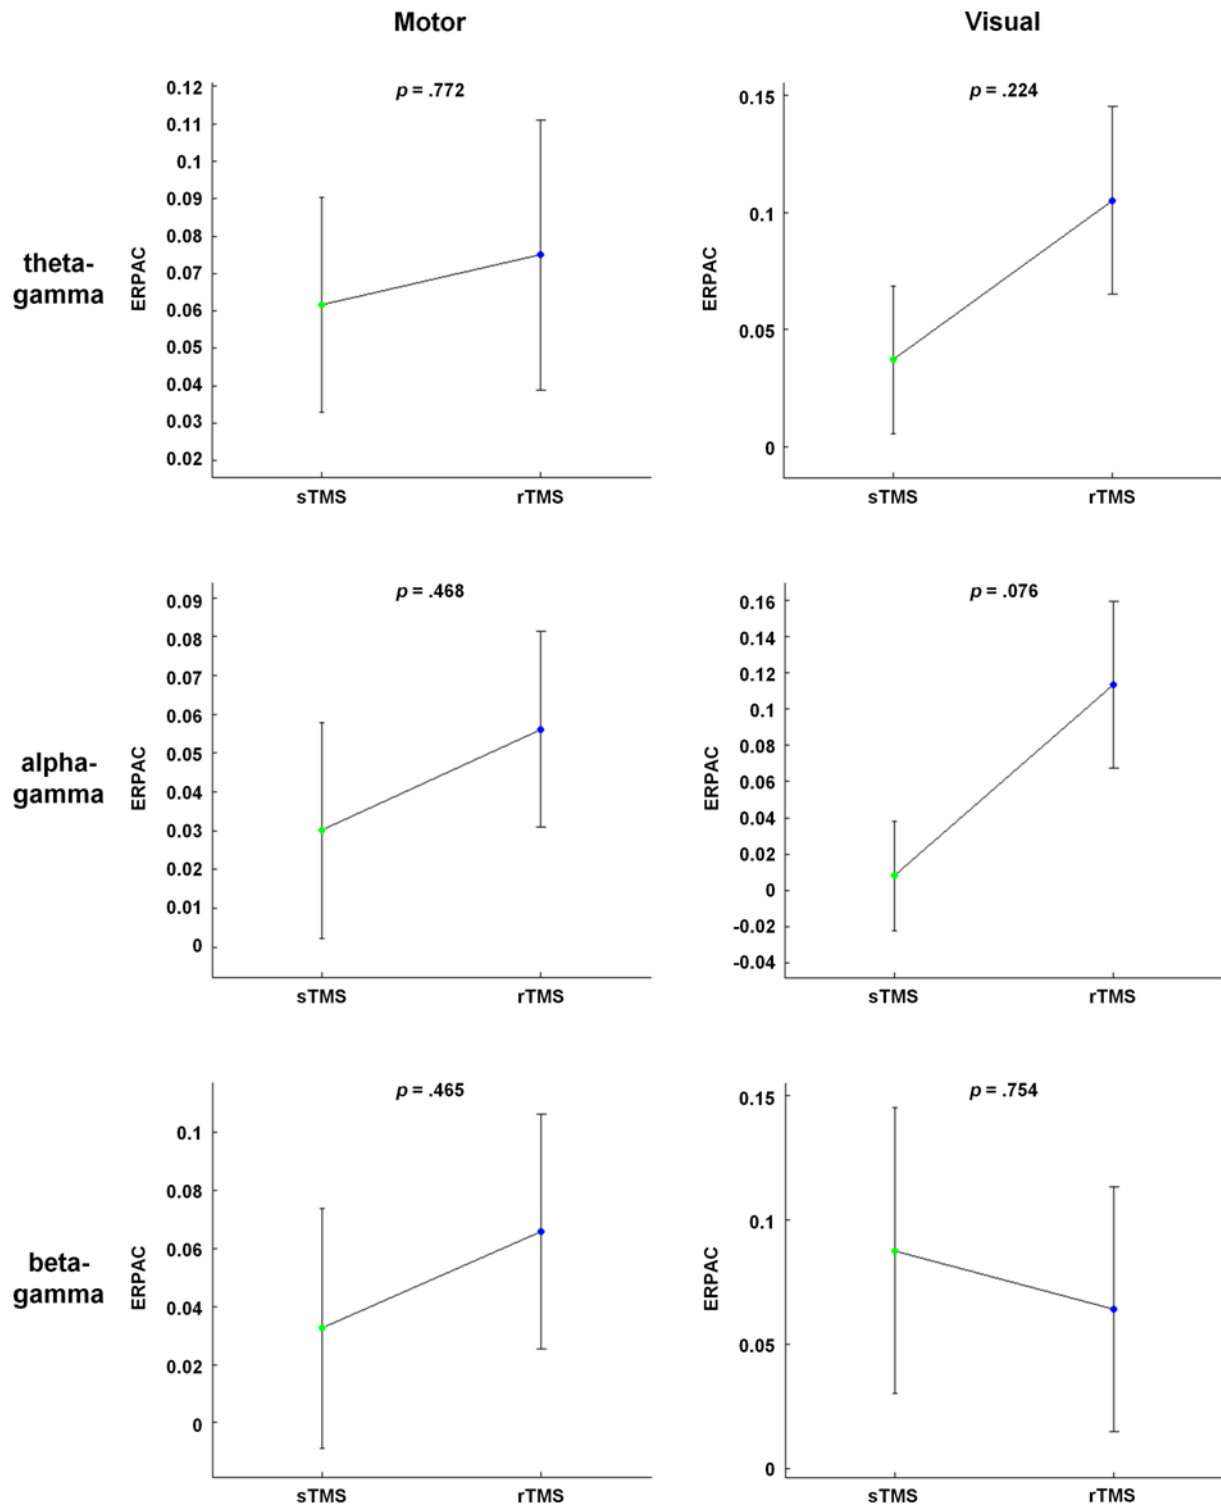 Motor
Visual
theta-
gamma
ERPAC
p = .772
0.12
0.11
0.1
0.09
0.08
0.07
0.06
0.05
0.04
0.03
0.02
sTMS rTMS
ERPAC
p = .224
0.15
0.1
0.05
0
sTMS rTMS
alpha-
gamma
ERPAC
p = .468
0.09
0.08
0.07
0.06
0.05
0.04
0.03
0.02
0.01
0
sTMS rTMS
ERPAC
p = .076
0.16
0.14
0.12
0.1
0.08
0.06
0.04
0.02
0
-0.02
-0.04
sTMS rTMS
beta-
gamma
ERPAC
p = .465
0.1
0.08
0.06
0.04
0.02
0
sTMS rTMS
ERPAC
p = .754
0.15
0.1
0.05
0
sTMS rTMS